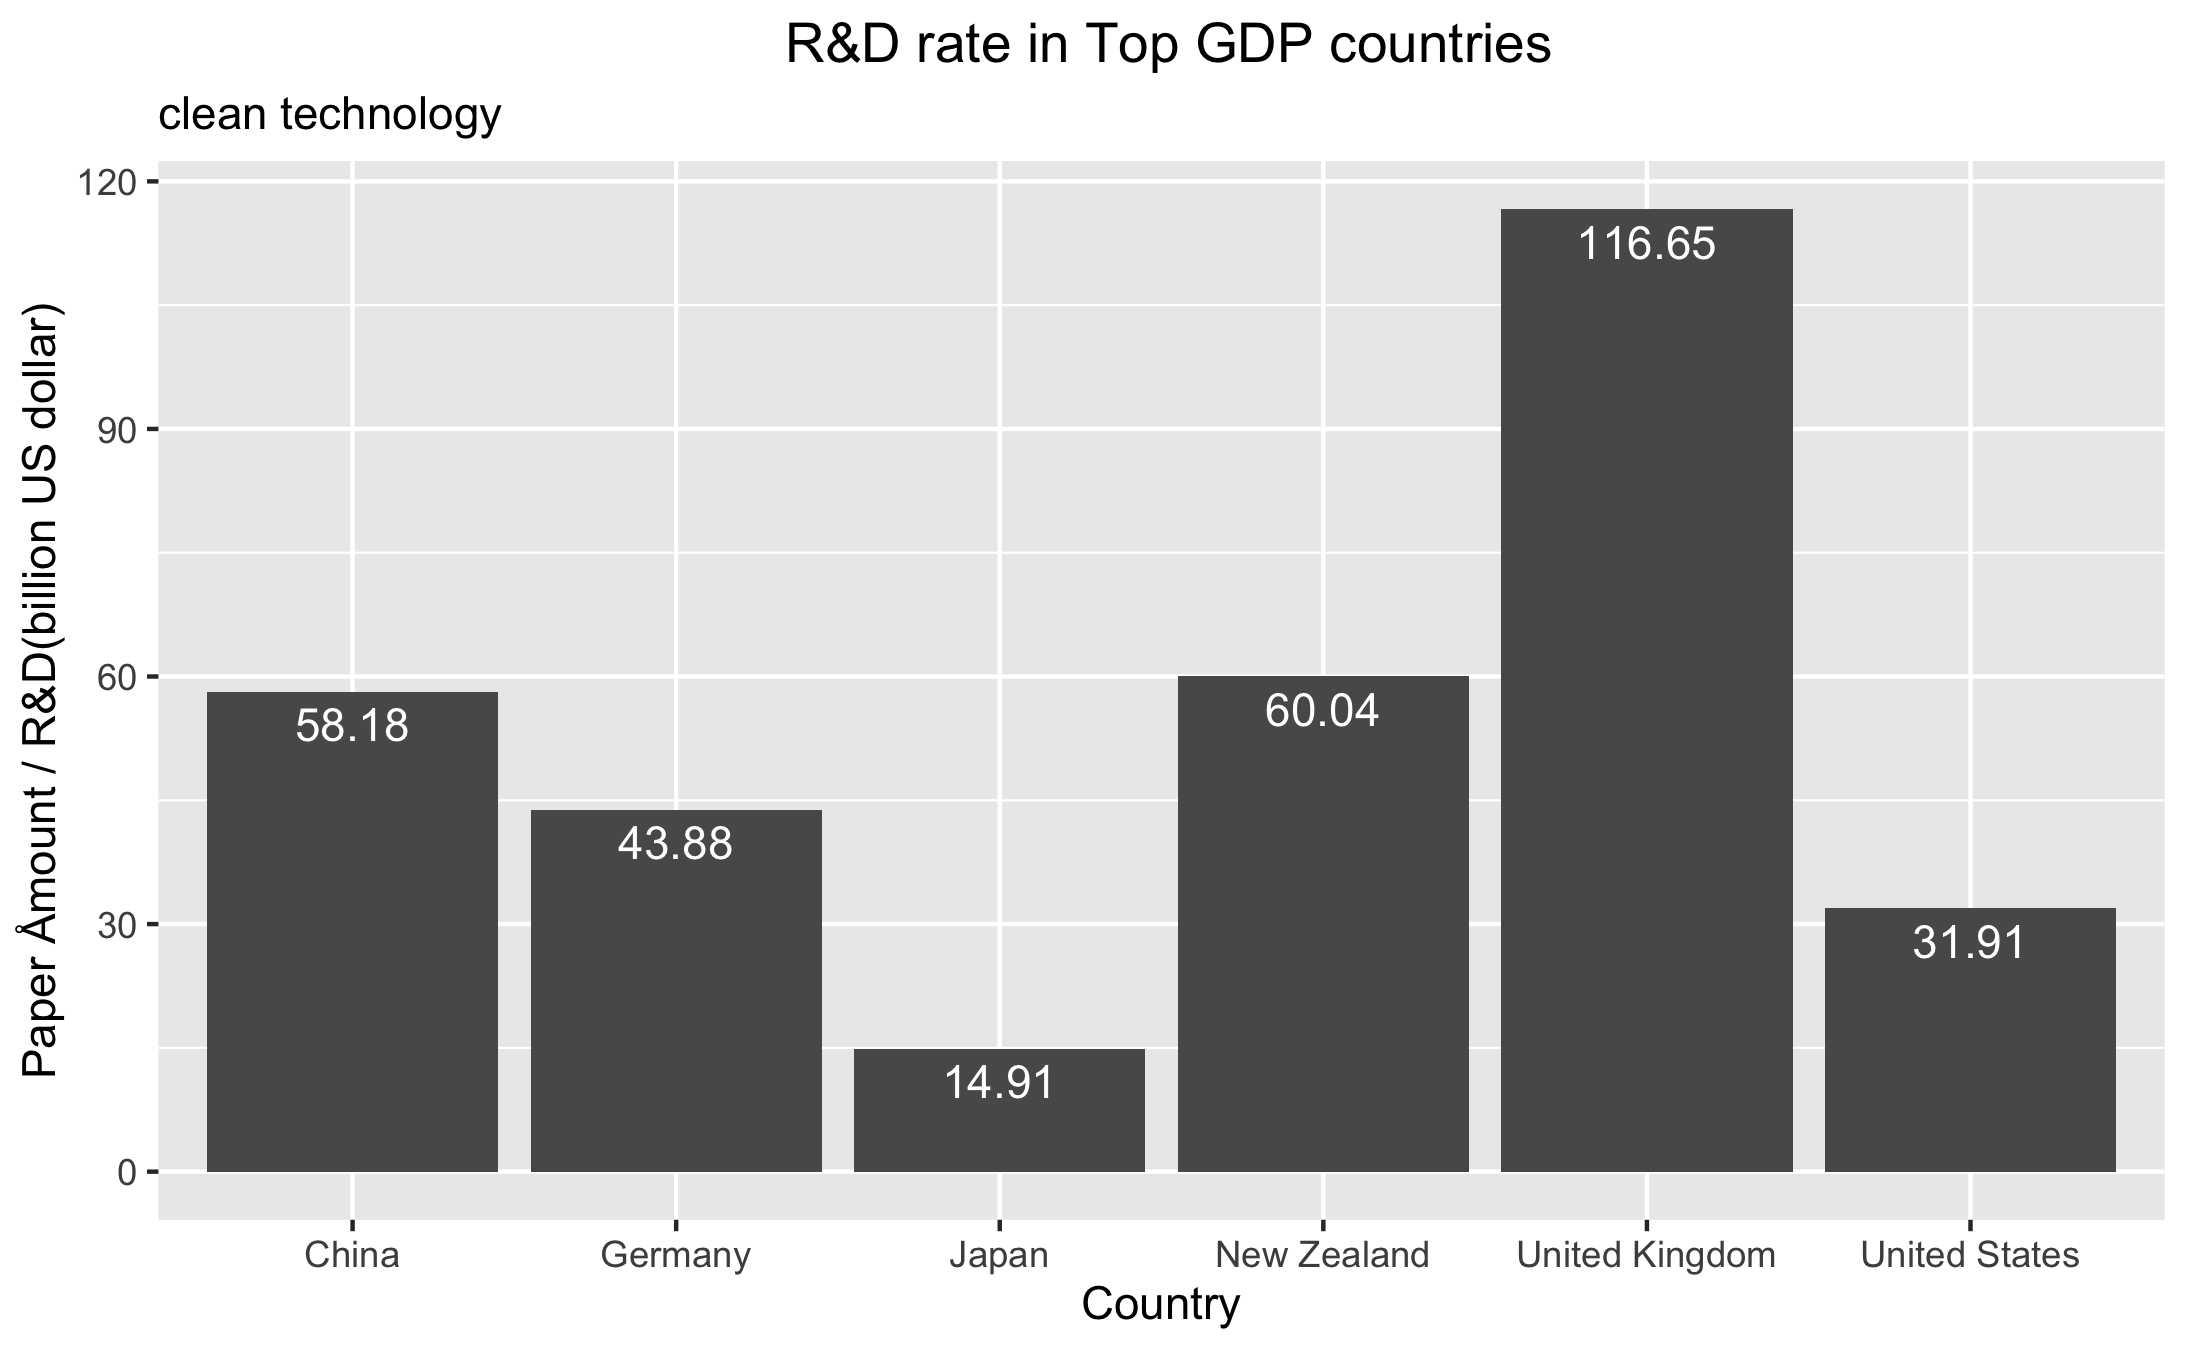 R&D rate in Top GDP countries
clean technology
Paper Åmount / R&D(billion US dollar)
120
90
60
30
0
58.18
43.88
14.91
60.04
116.65
31.91
China
Germany
Japan
New Zealand
United Kingdom
United States
Country